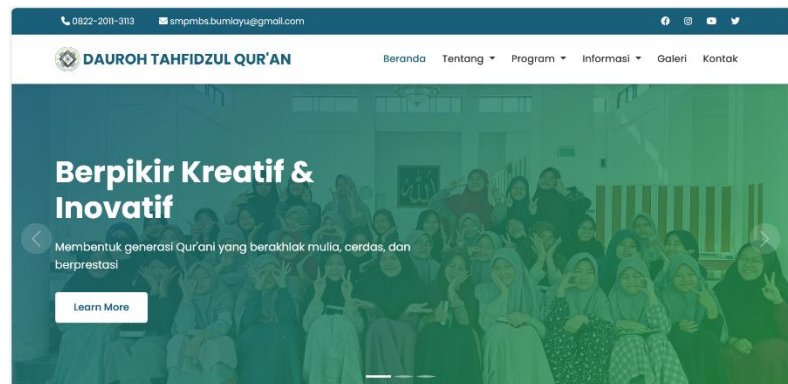 0822-2011-3113 smpmbs.bumiayu@gmail.com
DAUROH TAHFIDZUL QUR'AN Beranda Tentang Program Informasi Galeri Kontak
Berpikir Kreatif &
Inovatif
Membentuk generasi Qur'ani yang berakhlak mulia, cerdas, dan
berprestasi
Learn More
الله